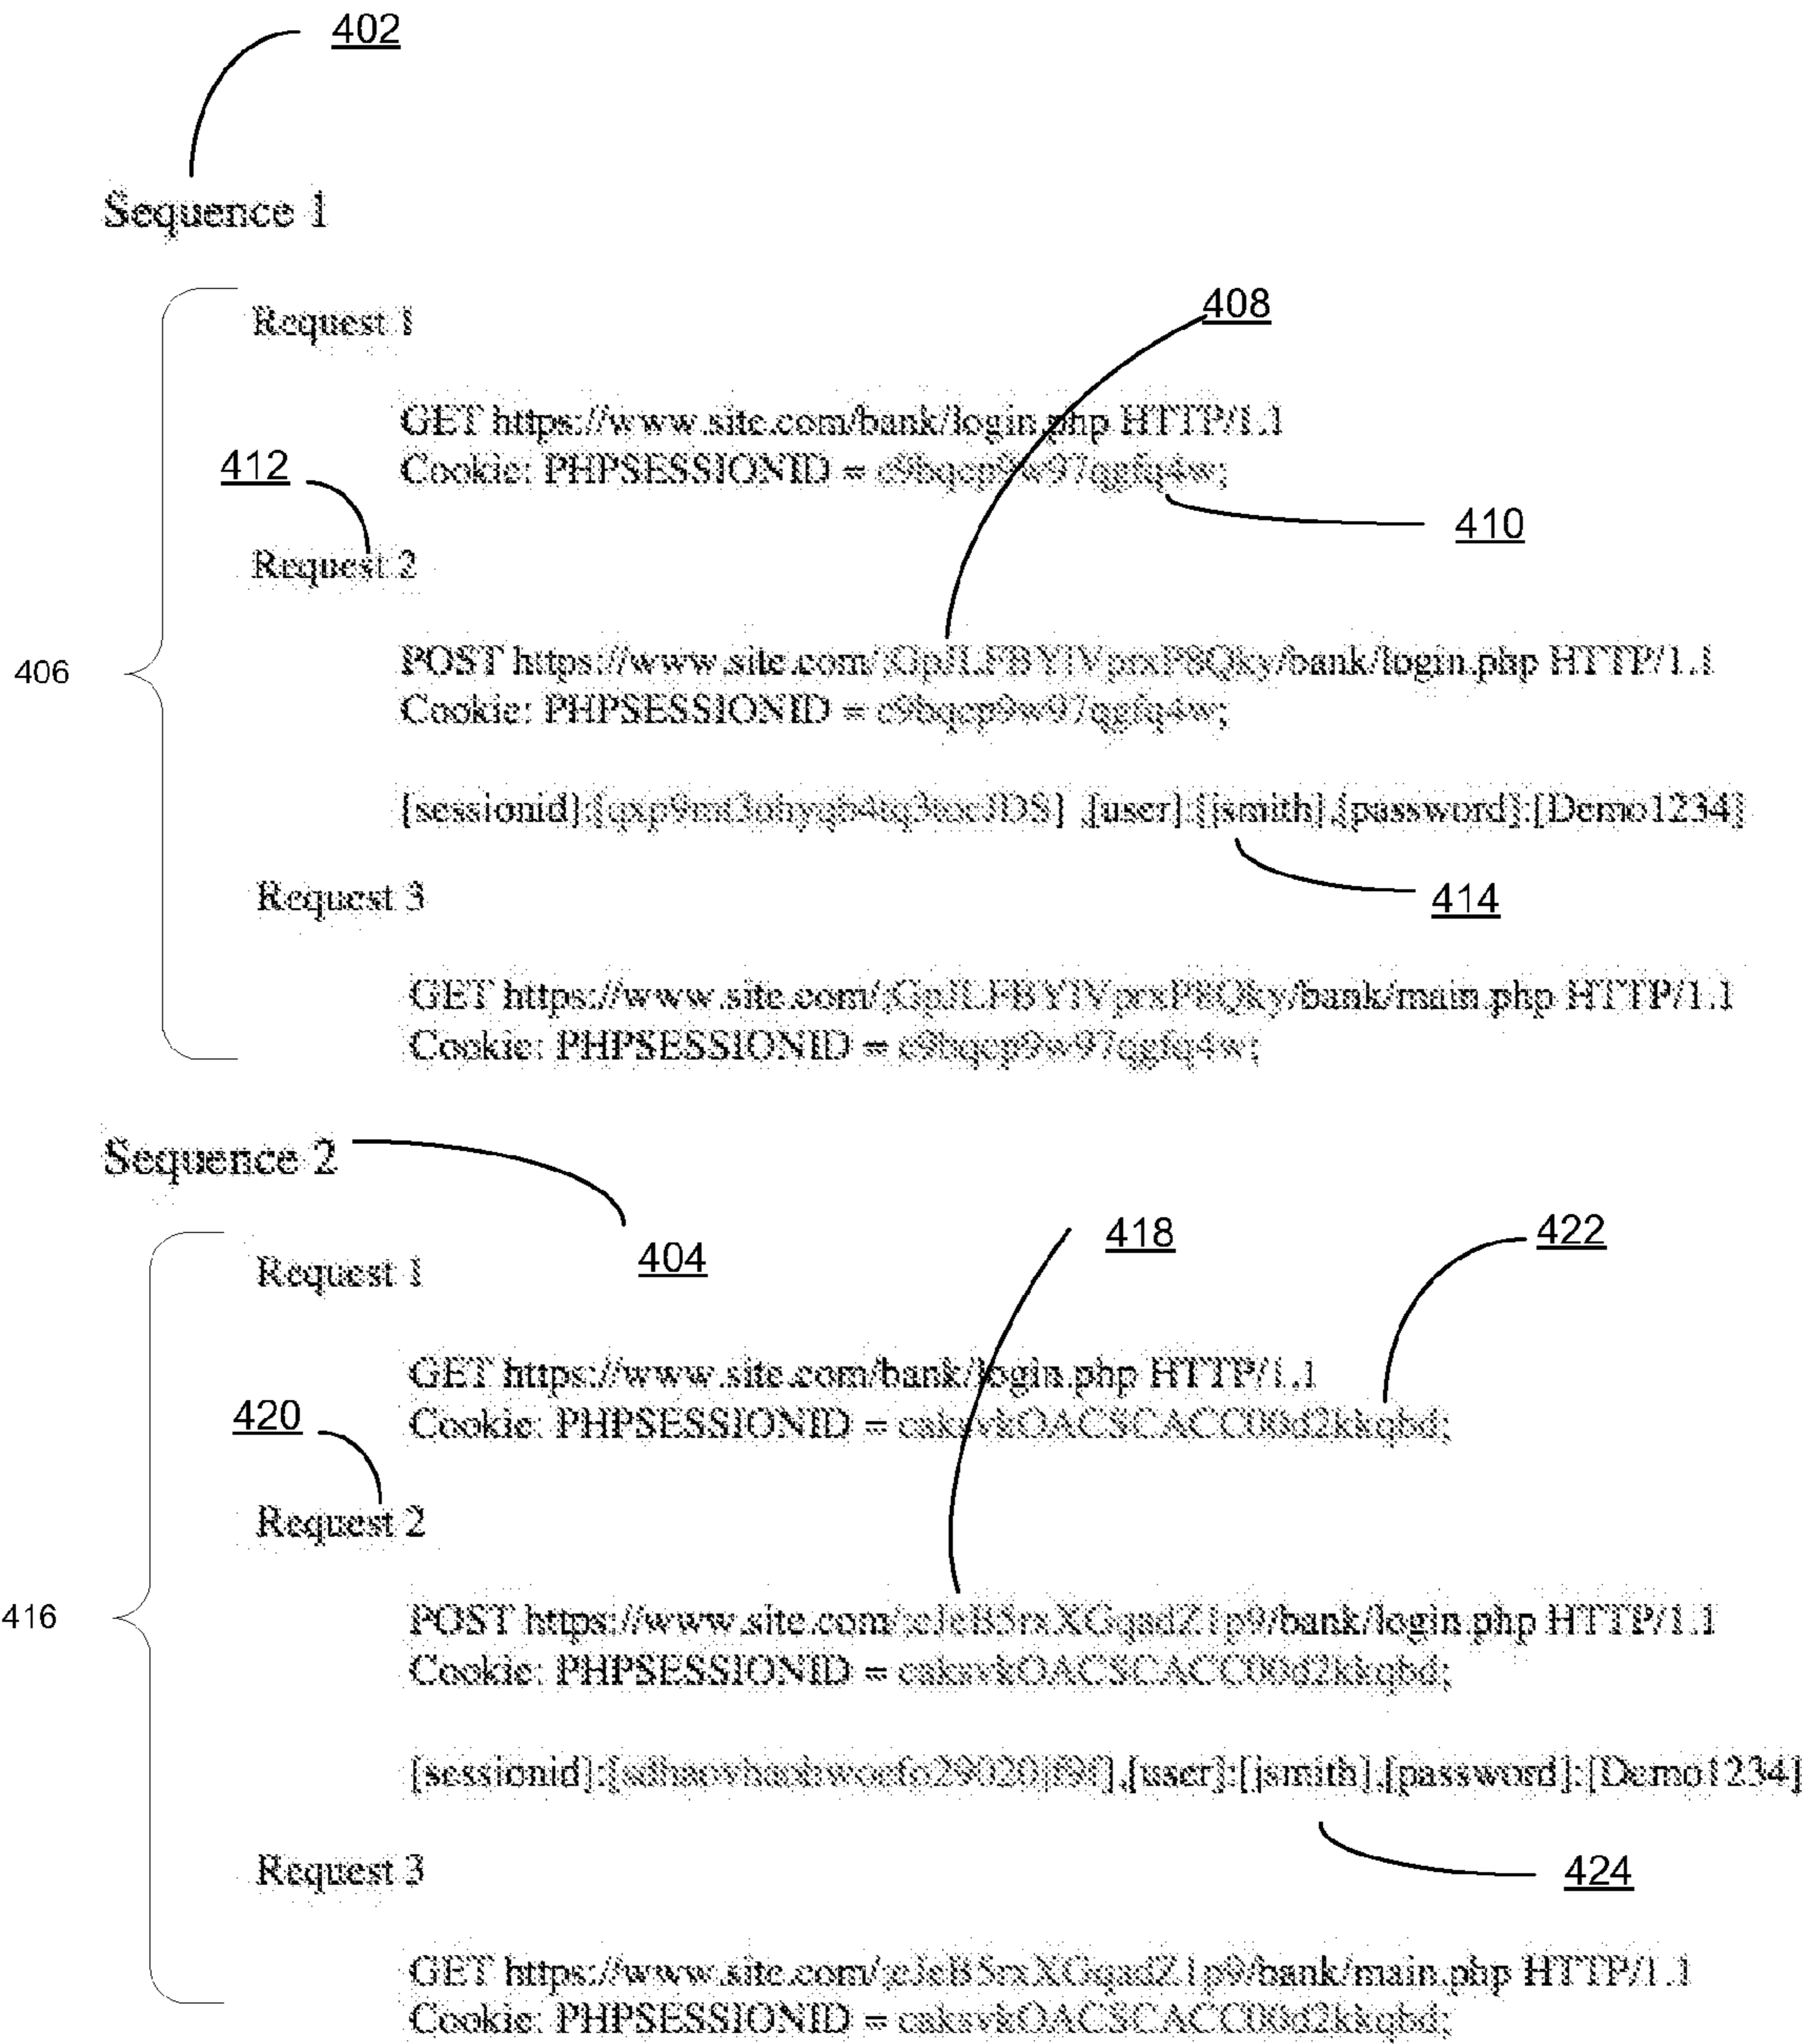 402
Sequence 1
408
Request 1
GET https://www.site.com/bank/login.php HTTP/1.1
412
Cookie: PHPSESSIONID = c9bqcp9w97qgfq4w;
410
Request 2
406
POST https://www.site.com/ /bank/login.php HTTP/1.1
Cookie: PHPSESSIONID = c9bqcp9w97qgfq4w;
[sessionid]: ,[user]:[jsmith],[password]:[Demo1234]
Request 3
414
GET https://www.site.com/ /bank/main.php HTTP/1.1
Cookie: PHPSESSIONID = c9bqcp9w97qgfq4w;
Sequence 2
418
422
404
Request 1
GET https://www.site.com/bank/login.php HTTP/1.1
420
Cookie: PHPSESSIONID =
Request 2
416
POST https://www.site.com/ /bank/login.php HTTP/1.1
Cookie: PHPSESSIONID =
[sessionid]: ,[user]:[jsmith],[password]:[Demo1234]
Request 3
424
GET https://www.site.com/ /bank/main.php HTTP/1.1
Cookie: PHPSESSIONID =